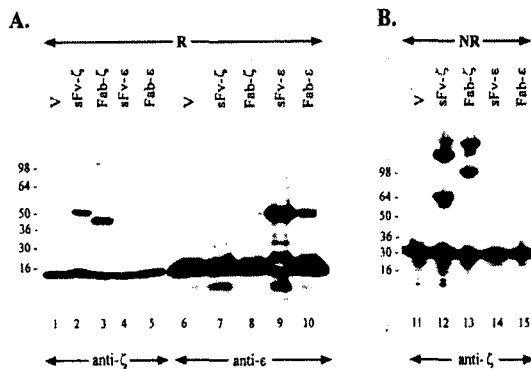 A.
R
V sFv-ζ Fab-ζ sFv-ε Fab-ε V sFv-ζ Fab-ζ sFv-ε Fab-ε
98 -
64 -
50 -
36 -
30 -
16 -
1 2 3 4 5 6 7 8 9 10
anti-ζ anti-ε
B.
NR
V sFv-ζ Fab-ζ sFv-ε Fab-ε
98 -
64 -
50 -
36 -
30 -
16 -
11 12 13 14 15
anti-ζ